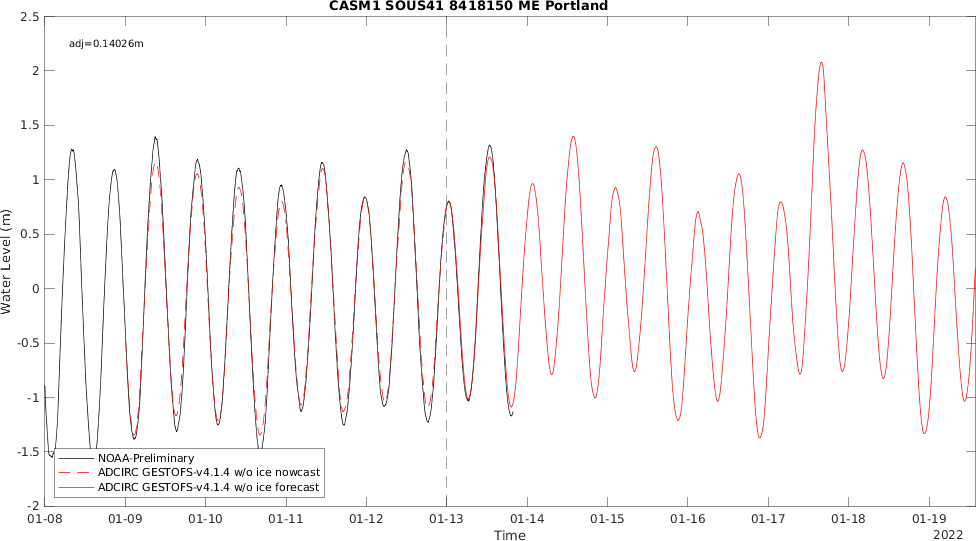 CASM1 SOUS41 8418150 ME Portland
adj=0.14026m
2.5
2
1.5
1
0.5
0
-0.5
-1
-1.5
-2
Water Level (m)
NOAA-Preliminary
ADCIRC GESTOFS-v4.1.4 w/o ice nowcast
ADCIRC GESTOFS-v4.1.4 w/o ice forecast
01-08 01-09 01-10 01-11 01-12 01-13 01-14 01-15 01-16 01-17 01-18 01-19
Time
2022